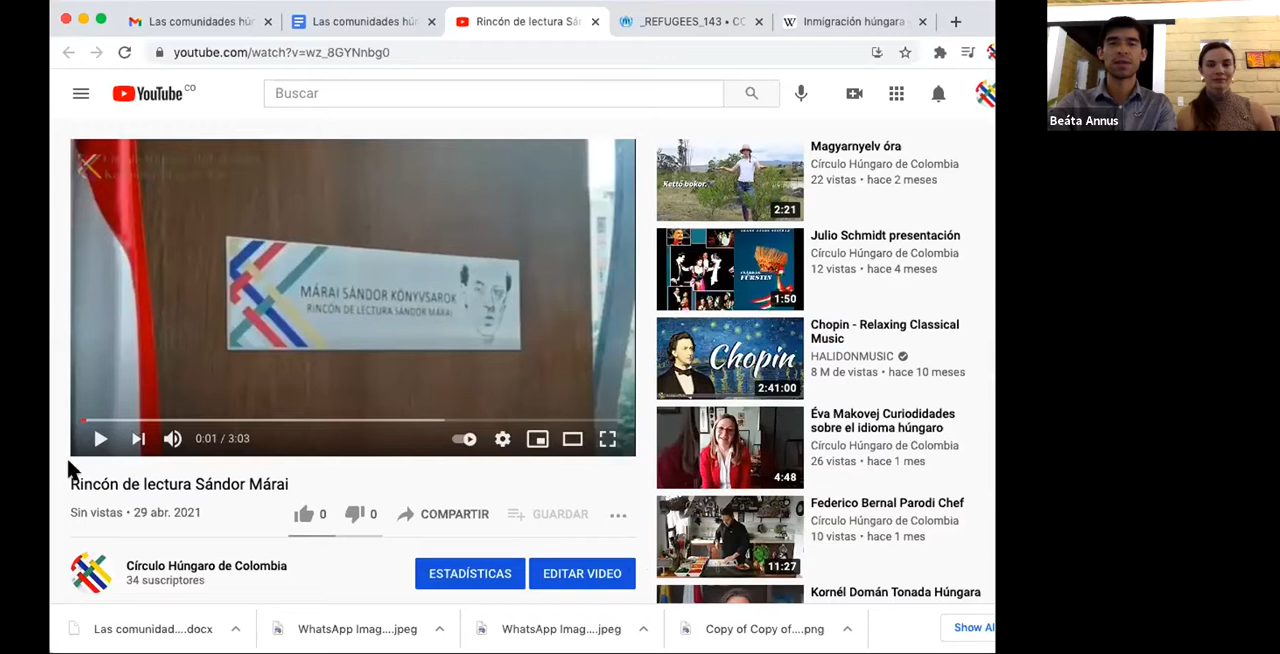 Las comunidades hú
Las comunidades húr
Rincón de lectura Sán
_REFUGEES_143 • CC
Inmigración húngara
youtube.com/watch?v=wz_8GYNnbg0
YouTube CO
Buscar
MÁRAI SÁNDOR KÖNYVSAROK
RINCÓN DE LECTURA SÁNDOR MÁRAI
0:01 / 3:03
Rincón de lectura Sándor Márai
Sin vistas • 29 abr. 2021
0
0
COMPARTIR
GUARDAR
Círculo Húngaro de Colombia
34 suscriptores
ESTADÍSTICAS
EDITAR VIDEO
Kettő bokor.
2:21
Magyarnyelv óra
Círculo Húngaro de Colombia
22 vistas • hace 2 meses
FÜRSTIN
1:50
Julio Schmidt presentación
Círculo Húngaro de Colombia
12 vistas • hace 4 meses
Chopin
2:41:00
Chopin - Relaxing Classical
Music
HALIDONMUSIC
8 M de vistas • hace 10 meses
4:48
Éva Makovej Curiodidades
sobre el idioma húngaro
Círculo Húngaro de Colombia
26 vistas • hace 1 mes
11:27
Federico Bernal Parodi Chef
Círculo Húngaro de Colombia
10 vistas • hace 1 mes
Kornél Domán Tonada Húngara
Las comunidad....docx
WhatsApp Imag....jpeg
WhatsApp Imag....jpeg
Copy of Copy of....png
Show Al
Beáta Annus